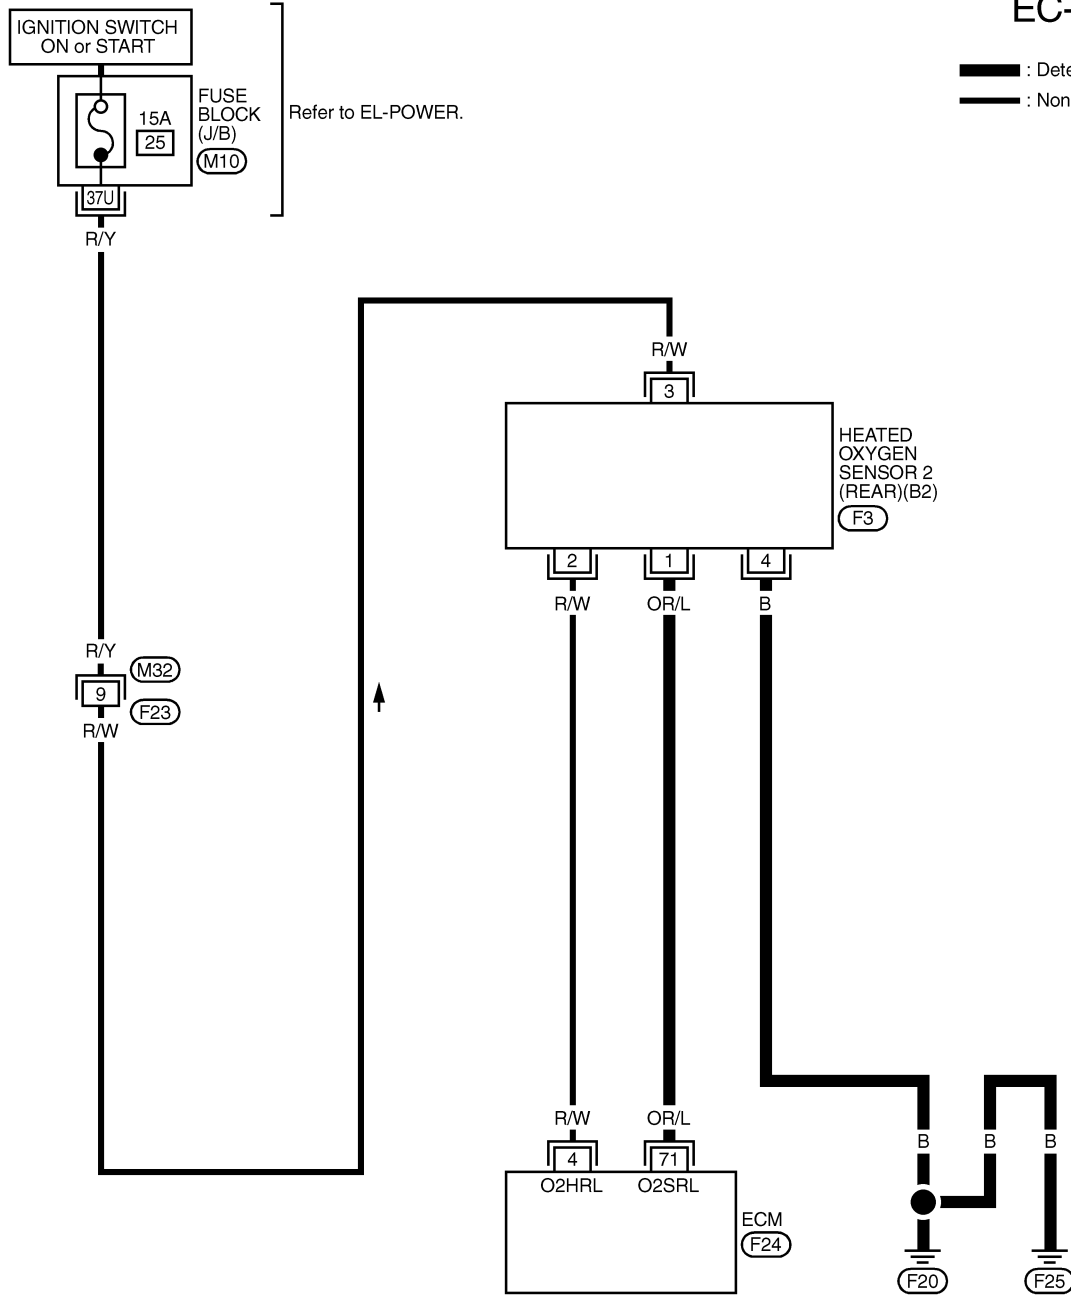 EC-
IGNITION SWITCH
ON or START
FUSE
BLOCK
(J/B)
M10
15A
25
Refer to EL-POWER.
: Dete
: Non
37U
R/Y
R/W
3
HEATED
OXYGEN
SENSOR 2
(REAR)(B2)
F3
2
1
4
R/W
OR/L
B
R/Y
M32
9
F23
R/W
R/W
OR/L
B
B
B
4
71
O2HRL
O2SRL
ECM
F24
F20
F25